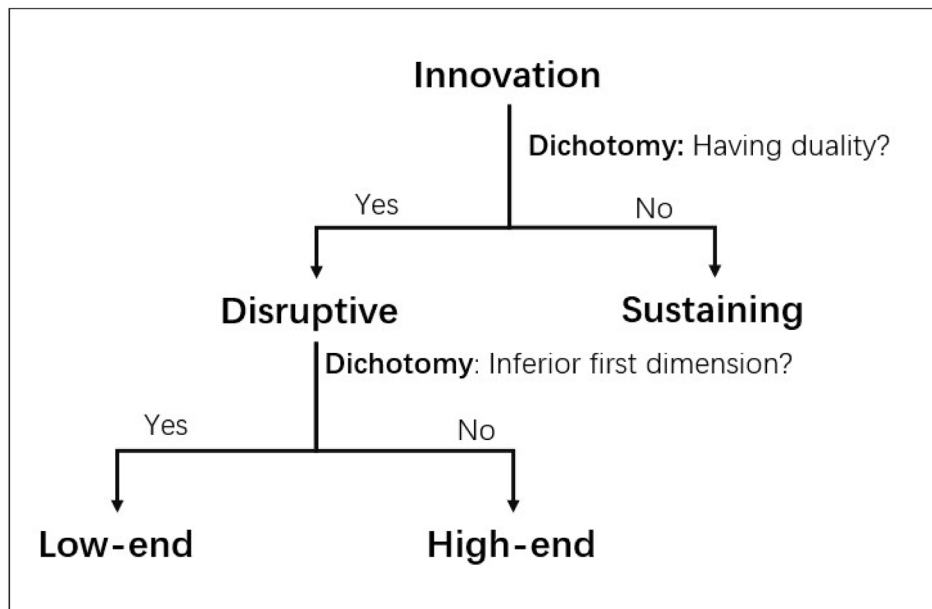 Innovation
Dichotomy: Having duality?
Yes
No
Disruptive
Sustaining
Dichotomy: Inferior first dimension?
Yes
No
Low-end
High-end